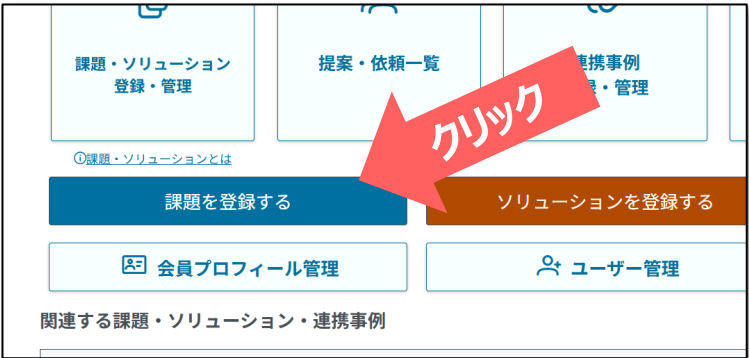 課題・ソリューション
登録・管理
提案・依頼一覧
携事例
・管理
クリック
ⓘ課題・ソリューションとは
課題を登録する
ソリューションを登録する
会員プロフィール管理
ユーザー管理
関連する課題・ソリューション・連携事例